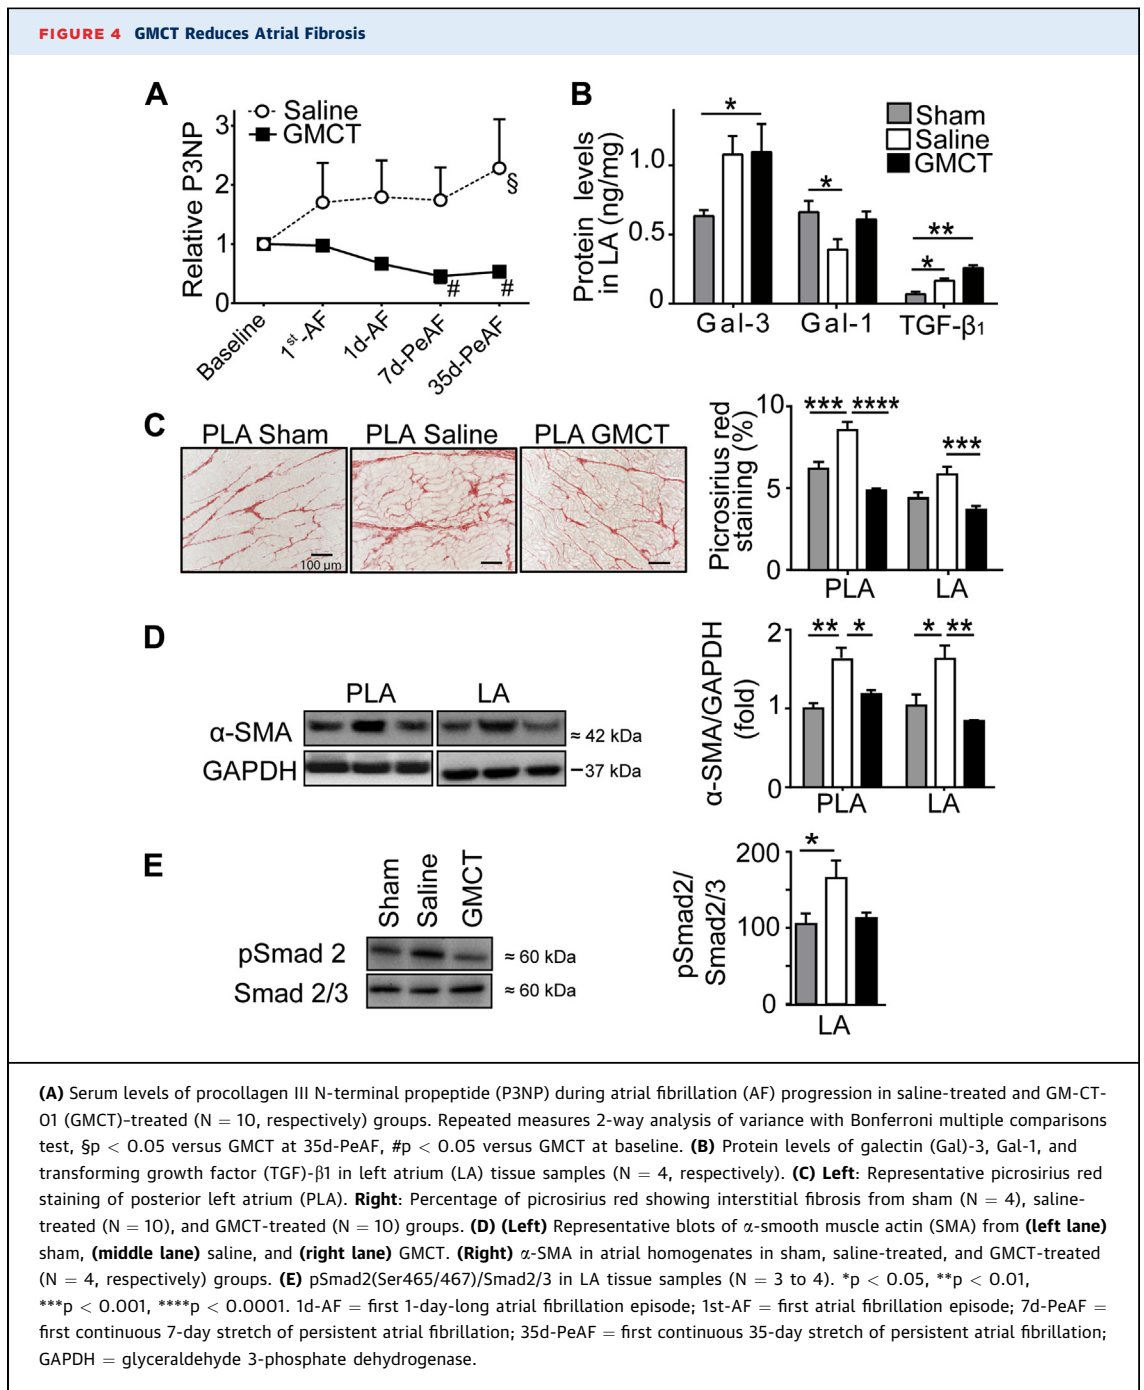 FIGURE 4 GMCT Reduces Atrial Fibrosis
A
Saline
GMCT
Relative P3NP
3
2
1
0
Baseline
1st-AF
1d-AF
7d-PeAF
35d-PeAF
§
#
#
B
Protein levels
in LA (ng/mg)
1.0
0.5
0
*
*
*
**
Sham
Saline
GMCT
Gal-3
Gal-1
TGF-β1
C
PLA Sham
PLA Saline
PLA GMCT
100 µm
Picrosirius red
staining (%)
10
5
0
***
****
***
PLA
LA
D
PLA
LA
α-SMA
≈ 42 kDa
GAPDH
37 kDa
α-SMA/GAPDH
(fold)
2
1
0
**
*
*
**
PLA
LA
E
Sham
Saline
GMCT
pSmad 2
≈ 60 kDa
Smad 2/3
≈ 60 kDa
pSmad2/
Smad2/3
200
100
0
*
LA
(A) Serum levels of procollagen III N-terminal propeptide (P3NP) during atrial fibrillation (AF) progression in saline-treated and GM-CT-
01 (GMCT)-treated (N = 10, respectively) groups. Repeated measures 2-way analysis of variance with Bonferroni multiple comparisons
test, §p < 0.05 versus GMCT at 35d-PeAF, #p < 0.05 versus GMCT at baseline. (B) Protein levels of galectin (Gal)-3, Gal-1, and
transforming growth factor (TGF)-β1 in left atrium (LA) tissue samples (N = 4, respectively). (C) Left: Representative picrosirius red
staining of posterior left atrium (PLA). Right: Percentage of picrosirius red showing interstitial fibrosis from sham (N = 4), saline-
treated (N = 10), and GMCT-treated (N = 10) groups. (D) (Left) Representative blots of α-smooth muscle actin (SMA) from (left lane)
sham, (middle lane) saline, and (right lane) GMCT. (Right) α-SMA in atrial homogenates in sham, saline-treated, and GMCT-treated
(N = 4, respectively) groups. (E) pSmad2(Ser465/467)/Smad2/3 in LA tissue samples (N = 3 to 4). *p < 0.05, **p < 0.01,
***p < 0.001, ****p < 0.0001. 1d-AF = first 1-day-long atrial fibrillation episode; 1st-AF = first atrial fibrillation episode; 7d-PeAF =
first continuous 7-day stretch of persistent atrial fibrillation; 35d-PeAF = first continuous 35-day stretch of persistent atrial fibrillation;
GAPDH = glyceraldehyde 3-phosphate dehydrogenase.